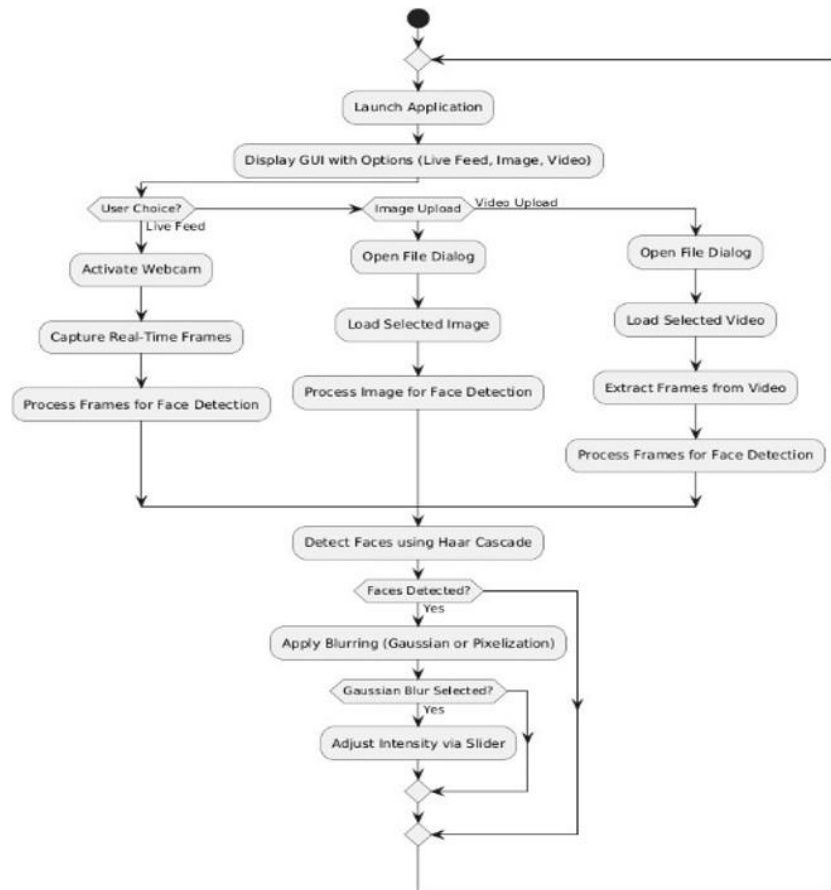 Launch Application
Display GUI with Options (Live Feed, Image, Video)
User Choice?
Live Feed
Image Upload
Video Upload
Activate Webcam
Capture Real-Time Frames
Process Frames for Face Detection
Open File Dialog
Load Selected Image
Process Image for Face Detection
Open File Dialog
Load Selected Video
Extract Frames from Video
Process Frames for Face Detection
Detect Faces using Haar Cascade
Faces Detected?
Yes
Apply Blurring (Gaussian or Pixelization)
Gaussian Blur Selected?
Yes
Adjust Intensity via Slider